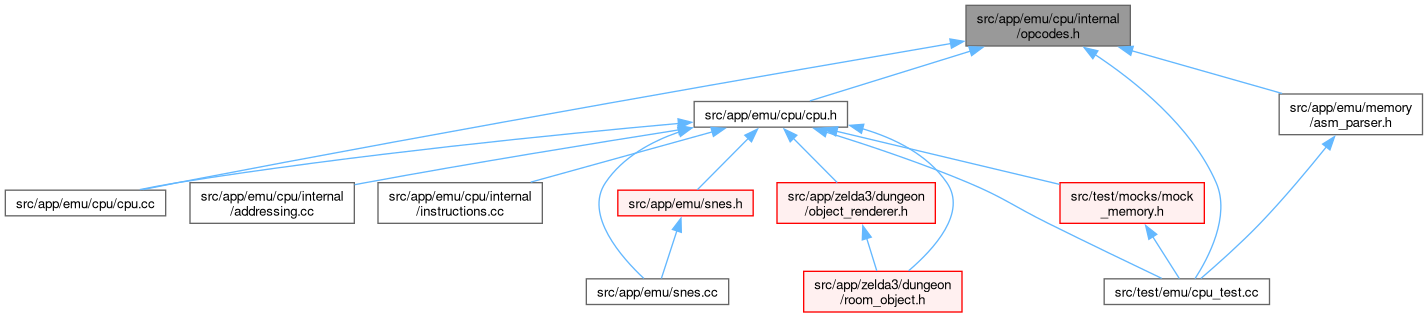 src/app/emu/cpu/internal
/opcodes.h
src/app/emu/cpu/cpu.h
src/app/emu/memory
/asm_parser.h
src/app/emu/cpu/cpu.cc
src/app/emu/cpu/internal
/addressing.cc
src/app/emu/cpu/internal
/instructions.cc
src/app/emu/snes.h
src/app/zelda3/dungeon
/object_renderer.h
src/test/mocks/mock
_memory.h
src/app/emu/snes.cc
src/app/zelda3/dungeon
/room_object.h
src/test/emu/cpu_test.cc